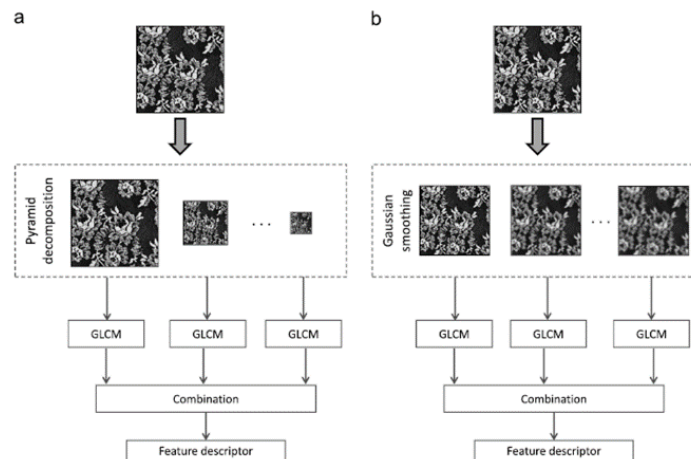 a
Pyramid
decomposition
. . .
GLCM
GLCM
GLCM
Combination
Feature descriptor
b
Gaussian
smoothing
. . .
GLCM
GLCM
GLCM
Combination
Feature descriptor